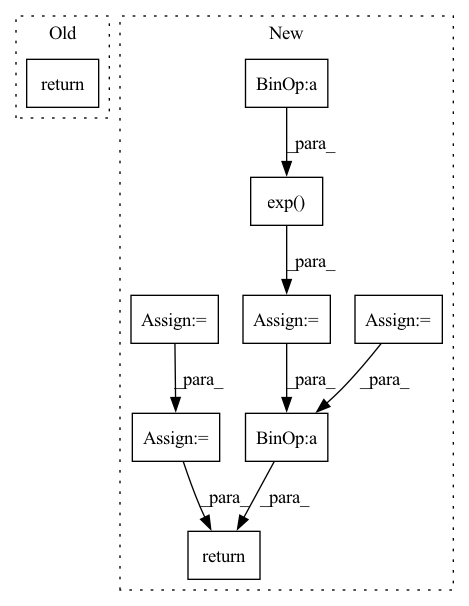 Old
New
return
BinOp:a
_para_
exp()
_para_
Assign:=
Assign:=
Assign:=
_para_
_para_
_para_
Assign:=
BinOp:a
_para_
_para_
return